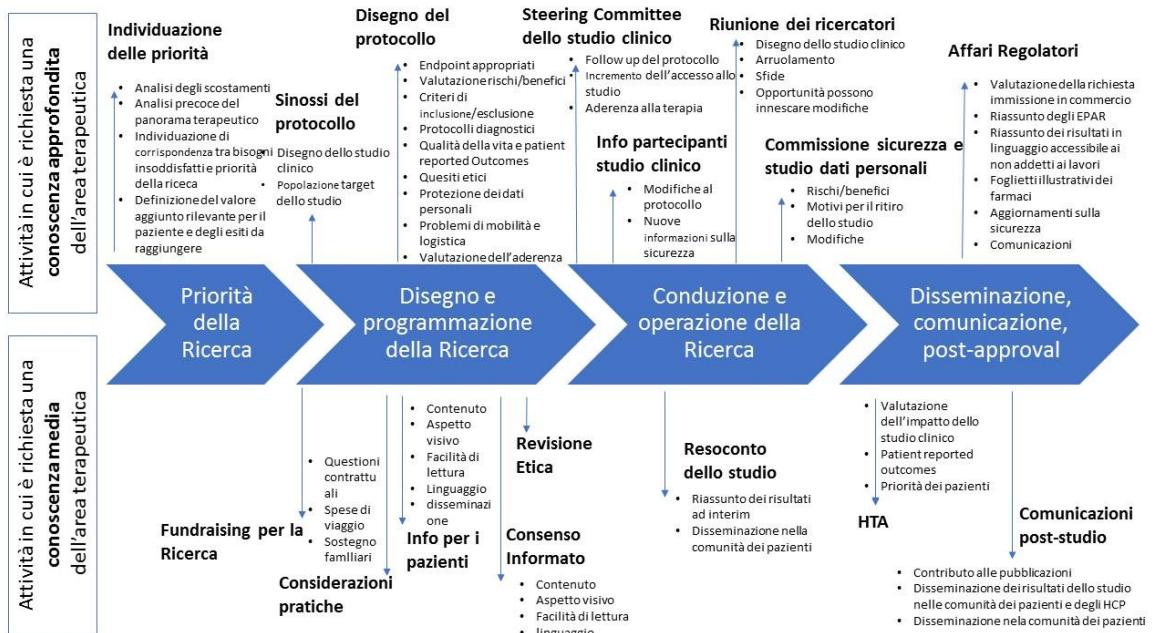 Attività in cui è richiesta una
conoscenza approfondita
dell'area terapeutica
Individuazione
delle priorità
• Analisi degli scostamenti
• Analisi precoce del
panorama terapeutico
• Individuazione di
corrispondenza tra bisogni
insoddisfatti e priorità
della riceca
• Definizione del valore
aggiunto rilevante per il
paziente e degli esiti da
raggiungere
Sinossi del
protocollo
• Disegno dello studio
clinico
• Popolazione target
dello studio
Disegno del
protocollo
• Endpoint appropriati
• Valutazione rischi/benefici
• Criteri di
inclusione/esclusione
• Protocolli diagnostici
• Qualità della vita e patient
reported Outcomes
• Quesiti etici
• Protezione dei dati
personali
• Problemi di mobilità e
logistica
• Valutazione dell'aderenza
Steering Committee
dello studio clinico
• Follow up del protocollo
• Incremento dell'accesso allo
studio
• Aderenza alla terapia
Info partecipanti
studio clinico
• Modifiche al
protocollo
• Nuove
informazioni sulla
sicurezza
Riunione dei ricercatori
• Disegno dello studio clinico
• Arruolamento
• Sfide
• Opportunità possono
innescare modifiche
Commissione sicurezza e
studio dati personali
• Rischi/benefici
• Motivi per il ritiro
dello studio
• Modifiche
Affari Regolatori
• Valutazione della richiesta
immissione in commercio
• Riassunto degli EPAR
• Riassunto dei risultati in
linguaggio accessibile ai
non addetti ai lavori
• Foglietti illustrativi dei
farmaci
• Aggiornamenti sulla
sicurezza
• Comunicazioni
Priorità
della
Ricerca
Disegno e
programmazione
della Ricerca
Conduzione e
operazione della
Ricerca
Disseminazione,
comunicazione,
post-approval
Attività in cui è richiesta una
conoscenza media
dell'area terapeutica
Fundraising per la
Ricerca
• Questioni
contrattu
ali
• Spese di
viaggio
• Sostegno
famlliari
Considerazioni
pratiche
• Contenuto
• Aspetto
visivo
• Facilità di
lettura
• Linguaggio
• disseminazi
one
Info per i
pazienti
Revisione
Etica
Consenso
Informato
• Contenuto
• Aspetto visivo
• Facilità di lettura
• linguaggio
Resoconto
dello studio
• Riassunto dei risultati
ad interim
• Disseminazione nella
comunità dei pazienti
• Valutazione
dell'impatto dello
studio clinico
• Patient reported
outcomes
• Priorità dei pazienti
HTA
Comunicazioni
post-studio
• Contributo alle pubblicazioni
• Disseminazione dei risultati dello studio
nelle comunità dei pazienti e degli HCP
• Disseminazione nela comunità dei pazienti